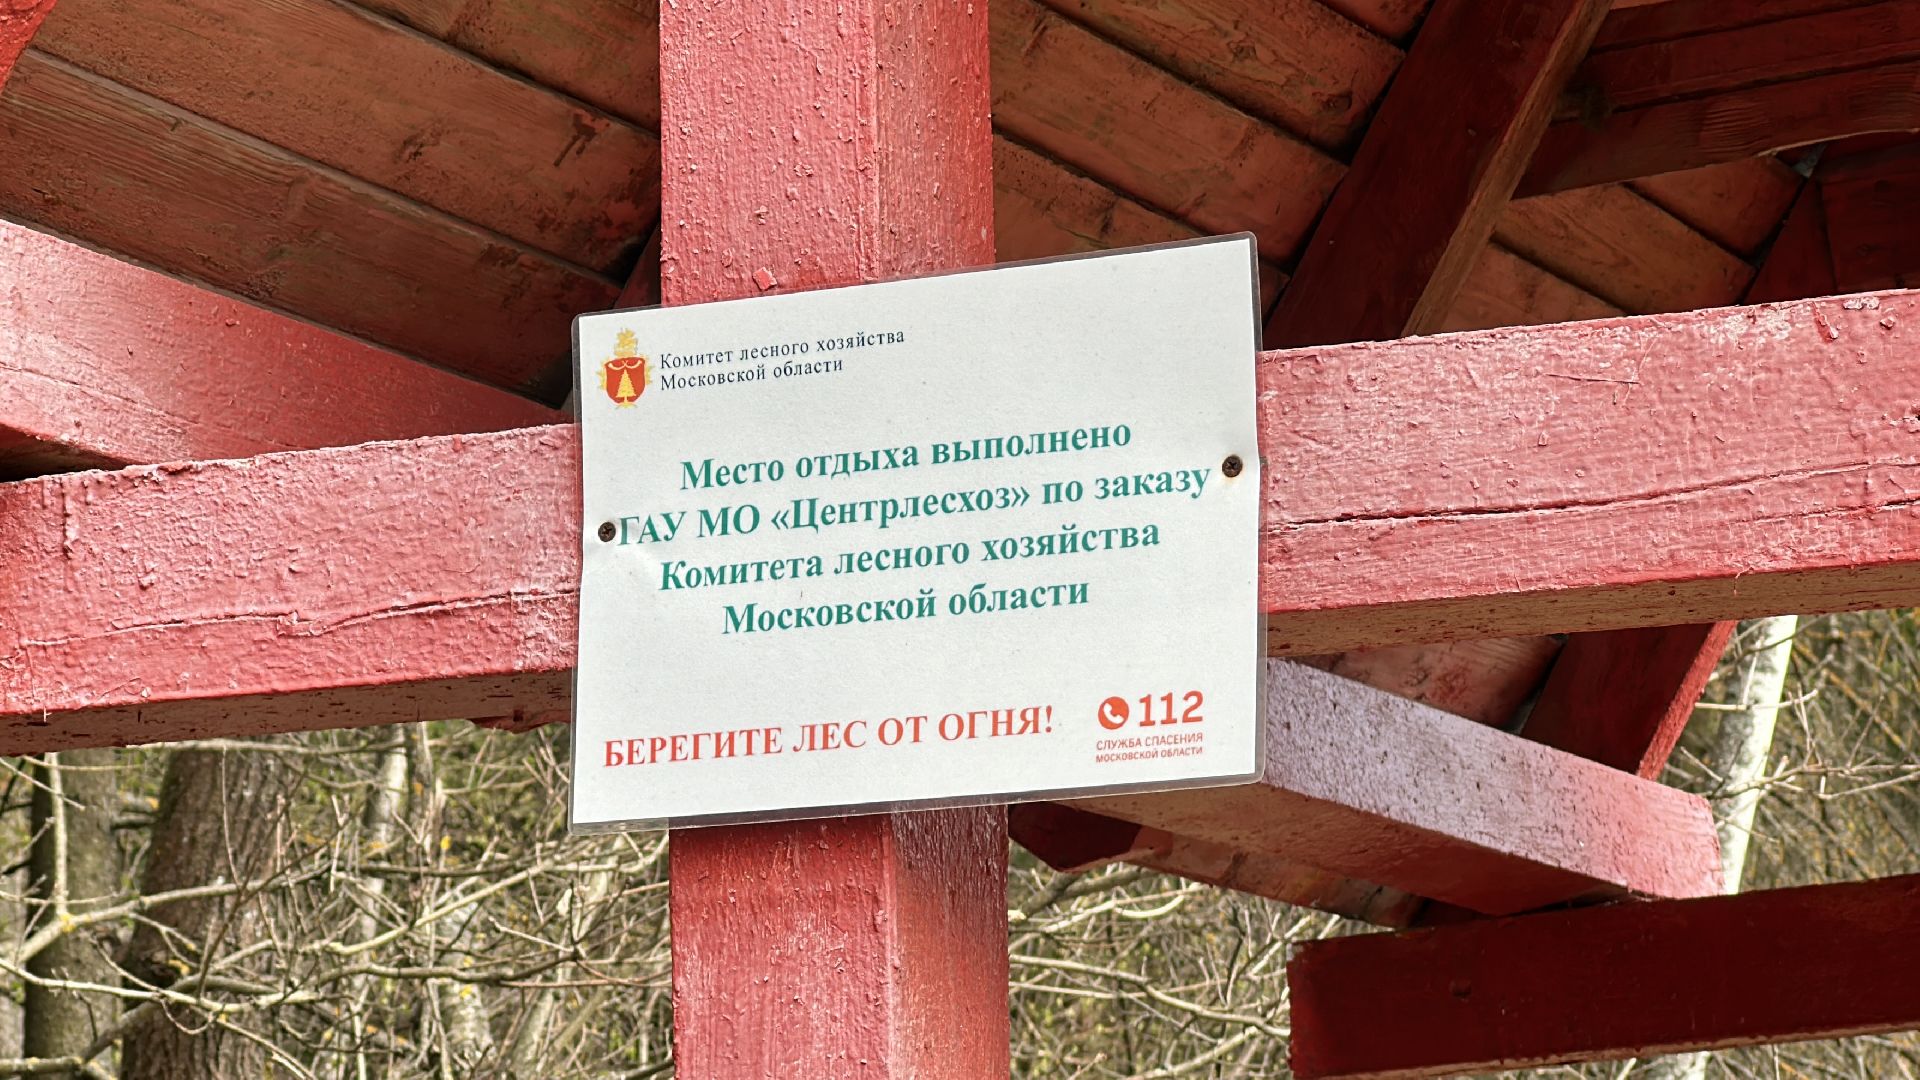 Комитет лесного хозяйства
Московской области
Место отдыха выполнено
ГАУ МО «Центрлесхоз» по заказу
Комитета лесного хозяйства
Московской области
БЕРЕГИТЕ ЛЕС ОТ ОГНЯ!
112
СЛУЖБА СПАСЕНИЯ
МОСКОВСКОЙ ОБЛАСТИ